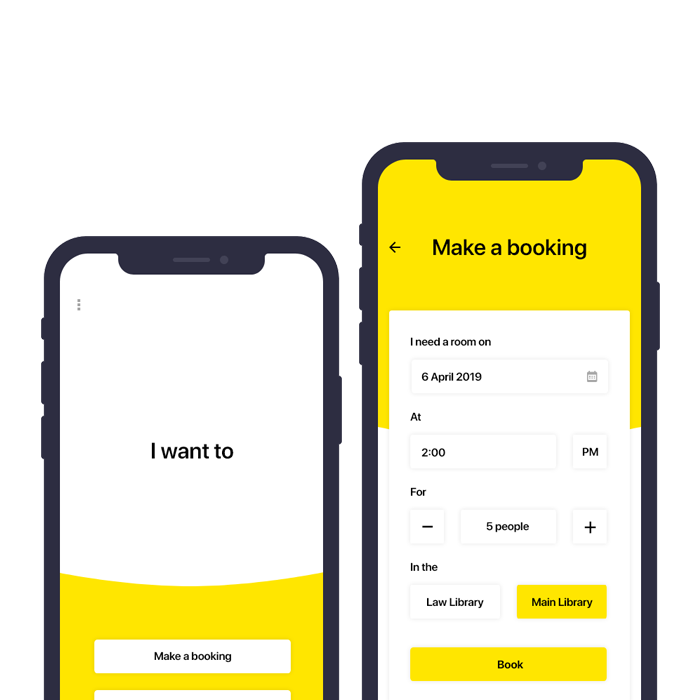 I want to
Make a booking
Make a booking
I need a room on
6 April 2019
At
2:00
PM
For
5 people
In the
Law Library
Main Library
Book